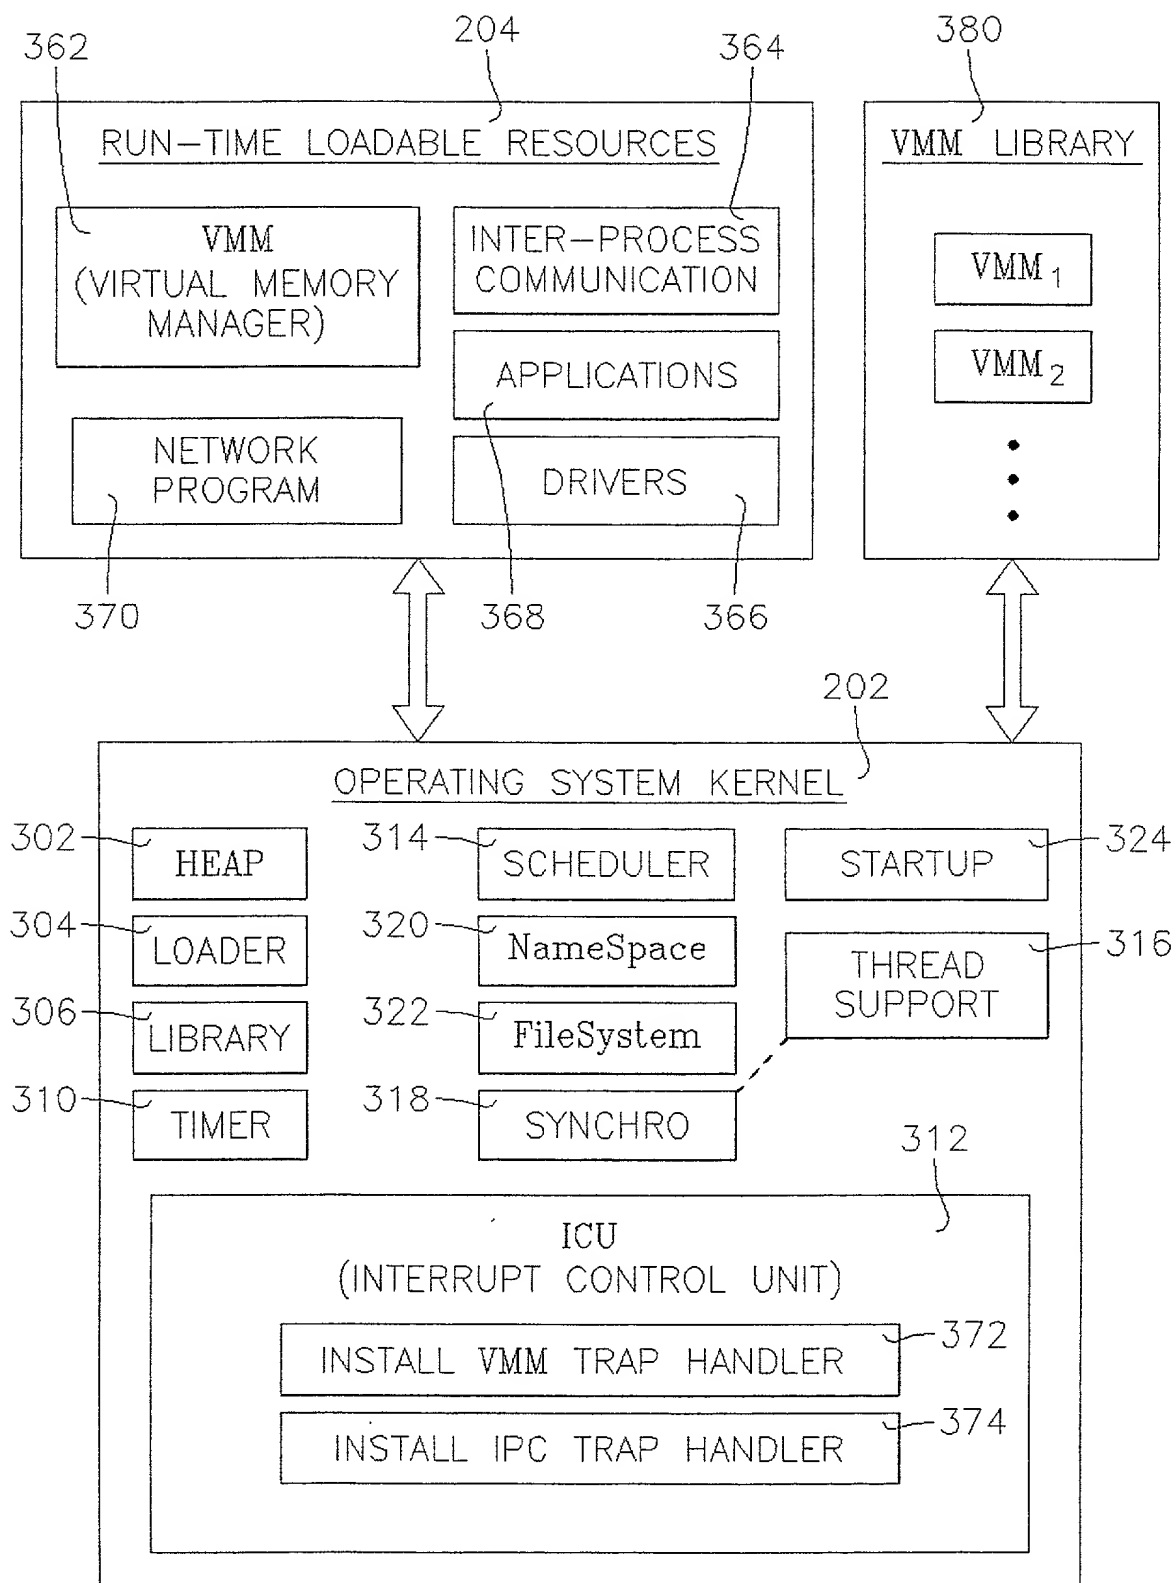 362
204
364
380
RUN-TIME LOADABLE RESOURCES
VMM LIBRARY
VMM
(VIRTUAL MEMORY
MANAGER)
INTER-PROCESS
COMMUNICATION
VMM1
VMM2
APPLICATIONS
NETWORK
PROGRAM
DRIVERS
370
368
366
202
OPERATING SYSTEM KERNEL
302
HEAP
314
SCHEDULER
STARTUP
324
304
LOADER
320
NameSpace
THREAD
SUPPORT
316
306
LIBRARY
322
FileSystem
310
TIMER
318
SYNCHRO
312
ICU
(INTERRUPT CONTROL UNIT)
INSTALL VMM TRAP HANDLER
372
INSTALL IPC TRAP HANDLER
374